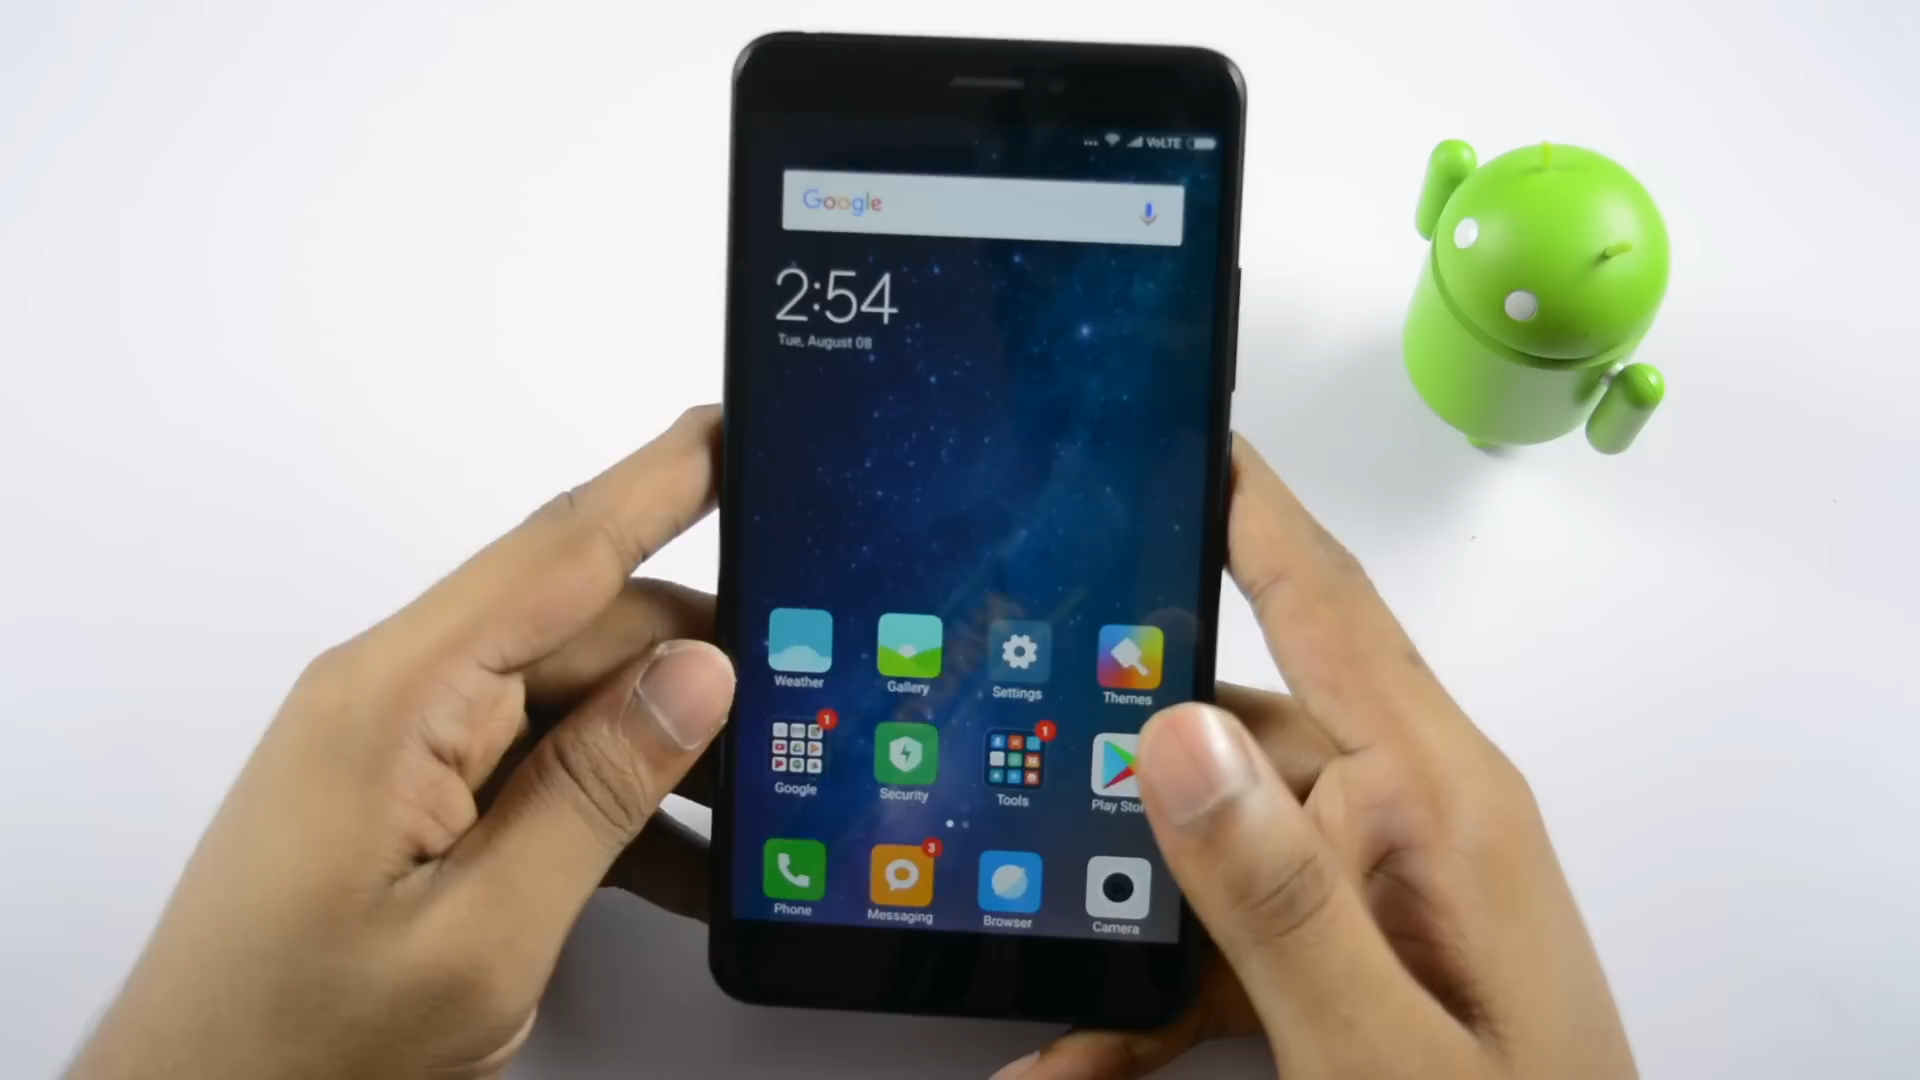 VoLTE
Google
2:54
Tue, August 08
Weather
Gallery
Settings
Themes
1
1
Google
Security
Tools
Play Sto
3
Phone
Messaging
Browser
Camera